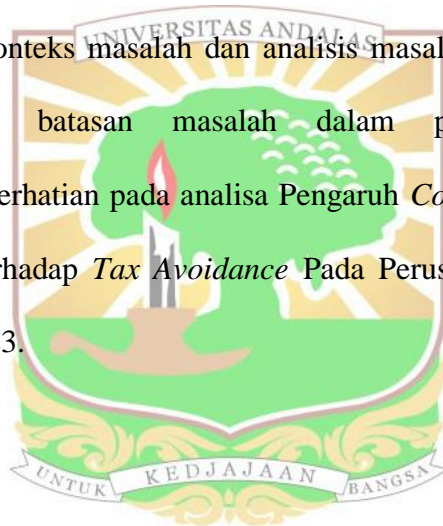 UNIVERSITAS ANDALAS
onteks masalah dan analisis masal
batasan masalah dalam p
erhatian pada analisa Pengaruh Co
rhadap Tax Avoidance Pada Perus
3.
UNTUK KEDJAJAAN BANGSA